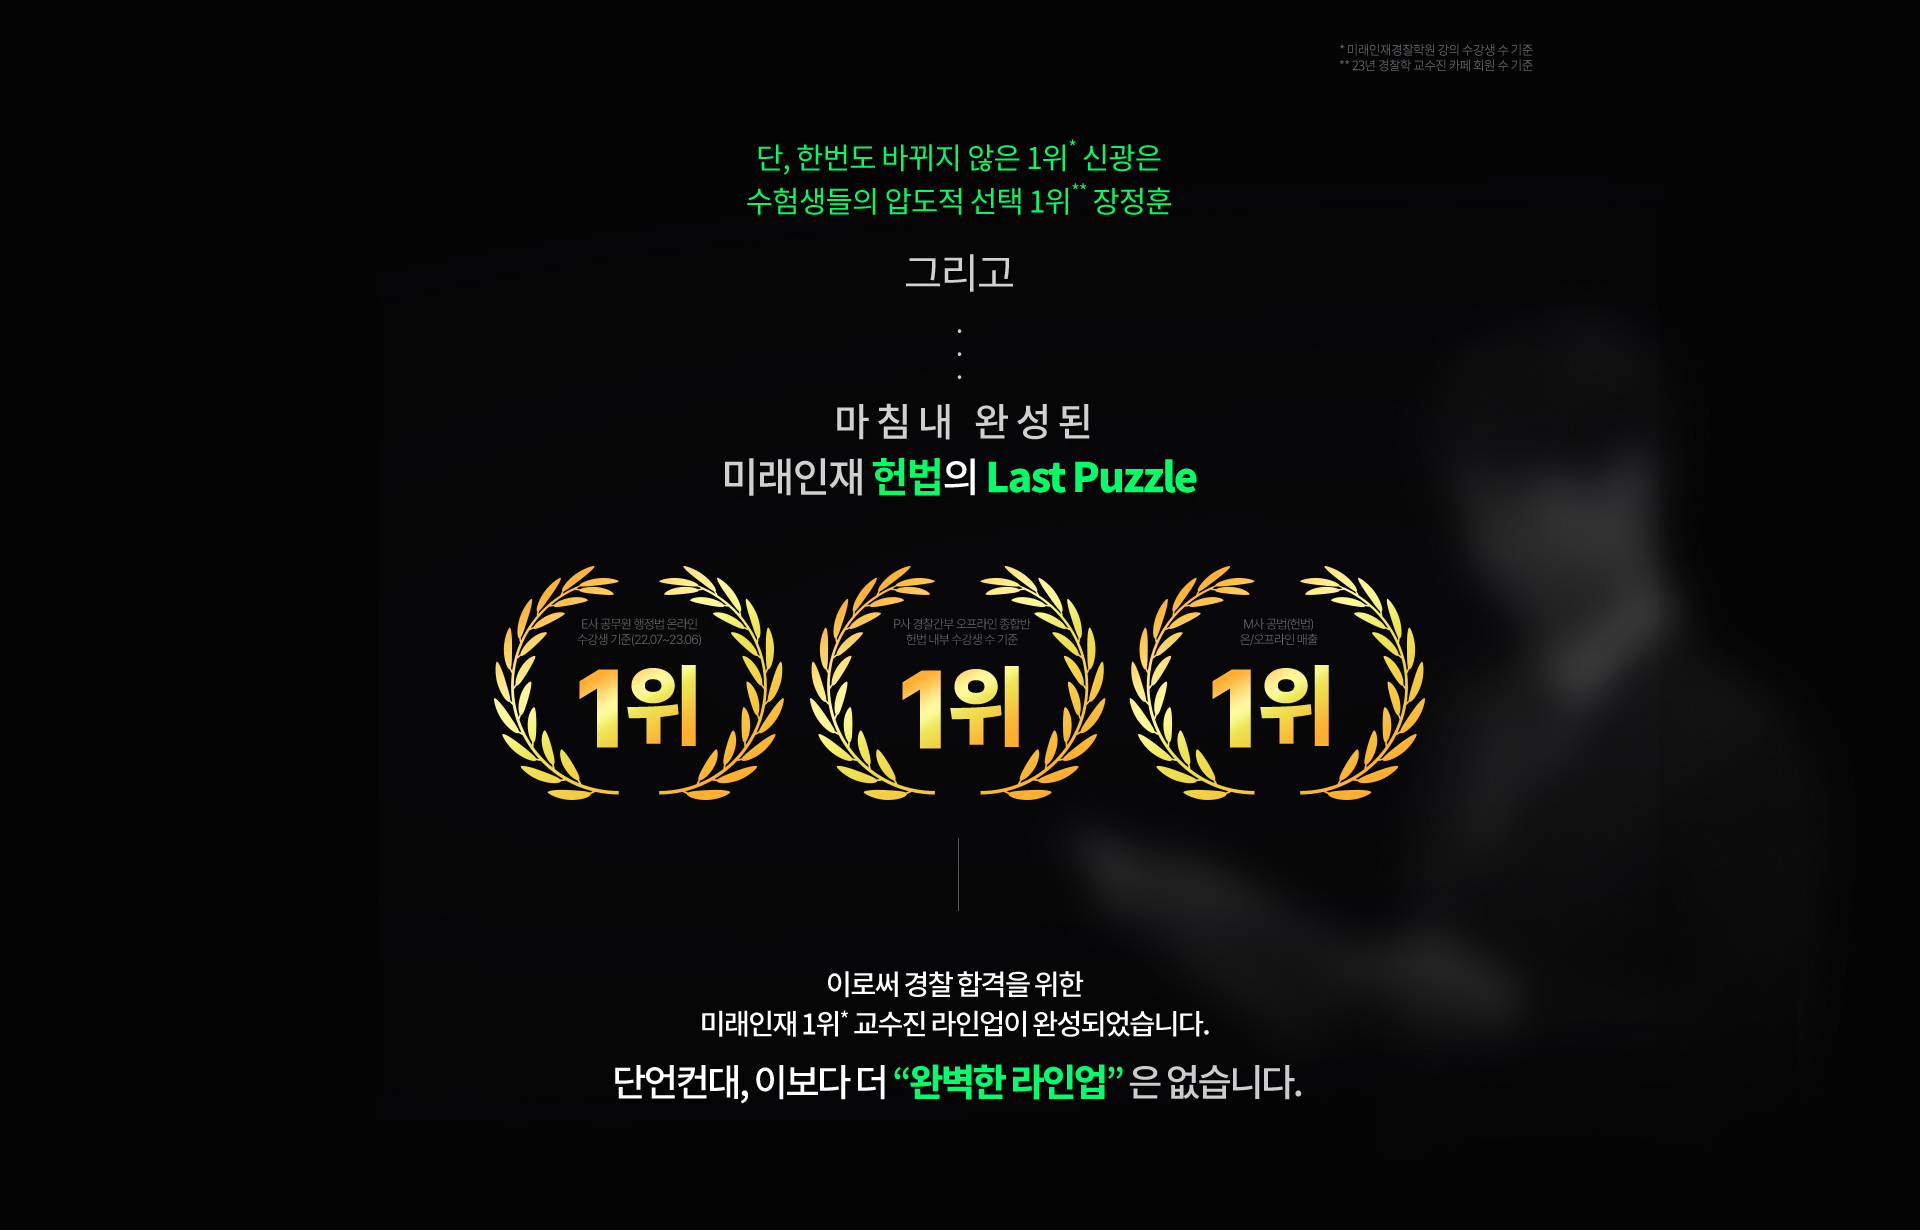 * 미래인재경찰학원 강의 수강생 수 기준
** 23년 경찰학 교수진 카페 회원 수 기준
단, 한번도 바뀌지 않은 1위* 신광은
수험생들의 압도적 선택 1위** 장정훈
그리고
마침내 완성된
미래인재 헌법의 Last Puzzle
E사 공무원 행정법 온라인
수강생 기준(22.07~23.06)
1위
P사 경찰간부 오프라인 종합반
헌법 내부 수강생 수 기준
1위
M사 공법(헌법)
온/오프라인 매출
1위
이로써 경찰 합격을 위한
미래인재 1위* 교수진 라인업이 완성되었습니다.
단언컨대, 이보다 더 “완벽한 라인업” 은 없습니다.